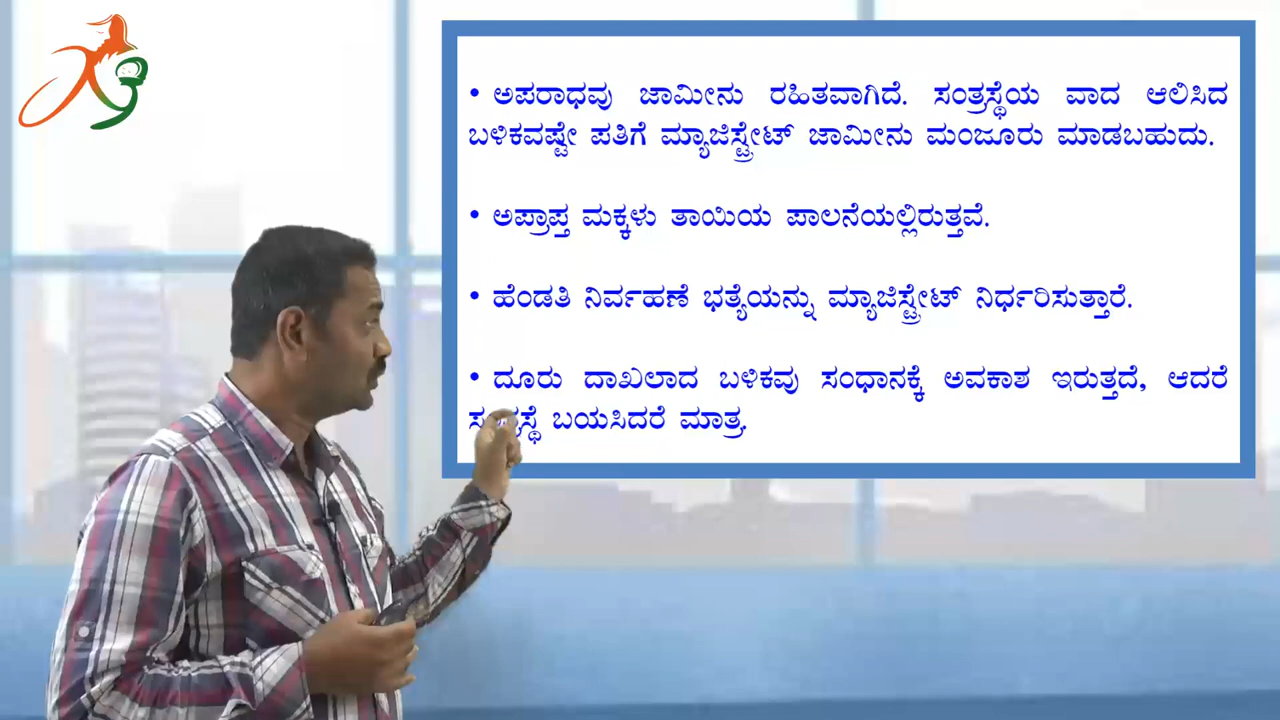 • ಅಪರಾಧವು ಜಾಮೀನು ರಹಿತವಾಗಿದೆ. ಸಂತ್ರಸ್ಥೆಯ ವಾದ ಆಲಿಸಿದ
ಬಳಿಕವಷ್ಟೇ ಪತಿಗೆ ಮ್ಯಾಜಿಸ್ಟ್ರೇಟ್ ಜಾಮೀನು ಮಂಜೂರು ಮಾಡಬಹುದು.
• ಅಪ್ರಾಪ್ತ ಮಕ್ಕಳು ತಾಯಿಯ ಪಾಲನೆಯಲ್ಲಿರುತ್ತವೆ.
• ಹೆಂಡತಿ ನಿರ್ವಹಣೆ ಭತ್ಯೆಯನ್ನು ಮ್ಯಾಜಿಸ್ಟ್ರೇಟ್ ನಿರ್ಧರಿಸುತ್ತಾರೆ.
• ದೂರು ದಾಖಲಾದ ಬಳಿಕವು ಸಂಧಾನಕ್ಕೆ ಅವಕಾಶ ಇರುತ್ತದೆ, ಆದರೆ
ಬಯಸಿದರೆ ಮಾತ್ರ.